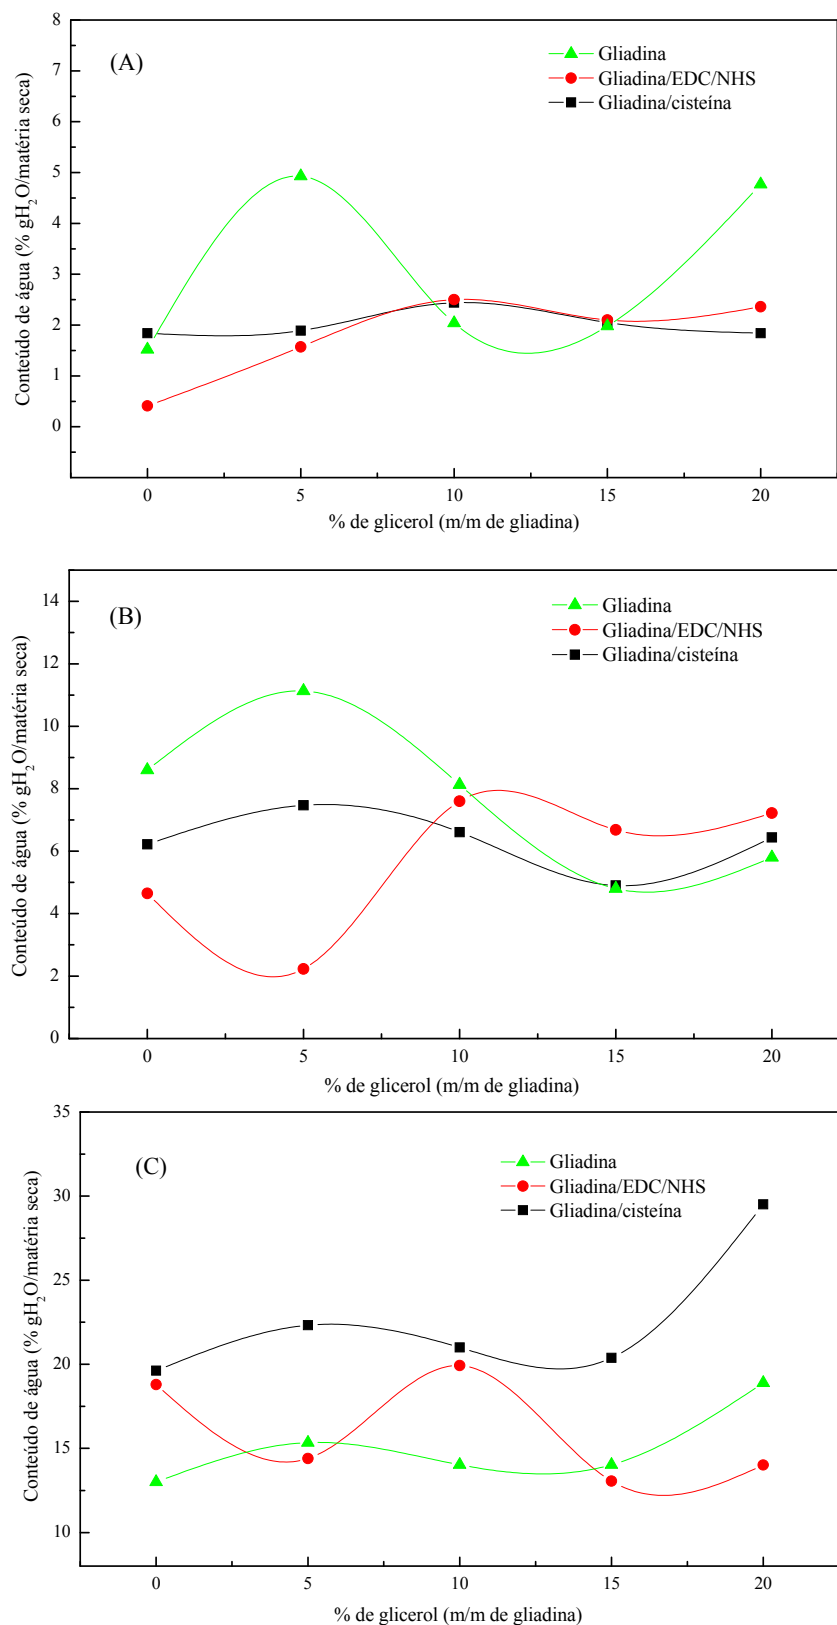 8
7
6
5
4
3
2
1
0
Conteúdo de água (% gH₂O/matéria seca)
(A)
Gliadina
Gliadina/EDC/NHS
Gliadina/cisteína
0 5 10 15 20
% de glicerol (m/m de gliadina)
14
12
10
8
6
4
2
0
Conteúdo de água (% gH₂O/matéria seca)
(B)
Gliadina
Gliadina/EDC/NHS
Gliadina/cisteína
0 5 10 15 20
% de glicerol (m/m de gliadina)
35
30
25
20
15
10
Conteúdo de água (% gH₂O/matéria seca)
(C)
Gliadina
Gliadina/EDC/NHS
Gliadina/cisteína
0 5 10 15 20
% de glicerol (m/m de gliadina)